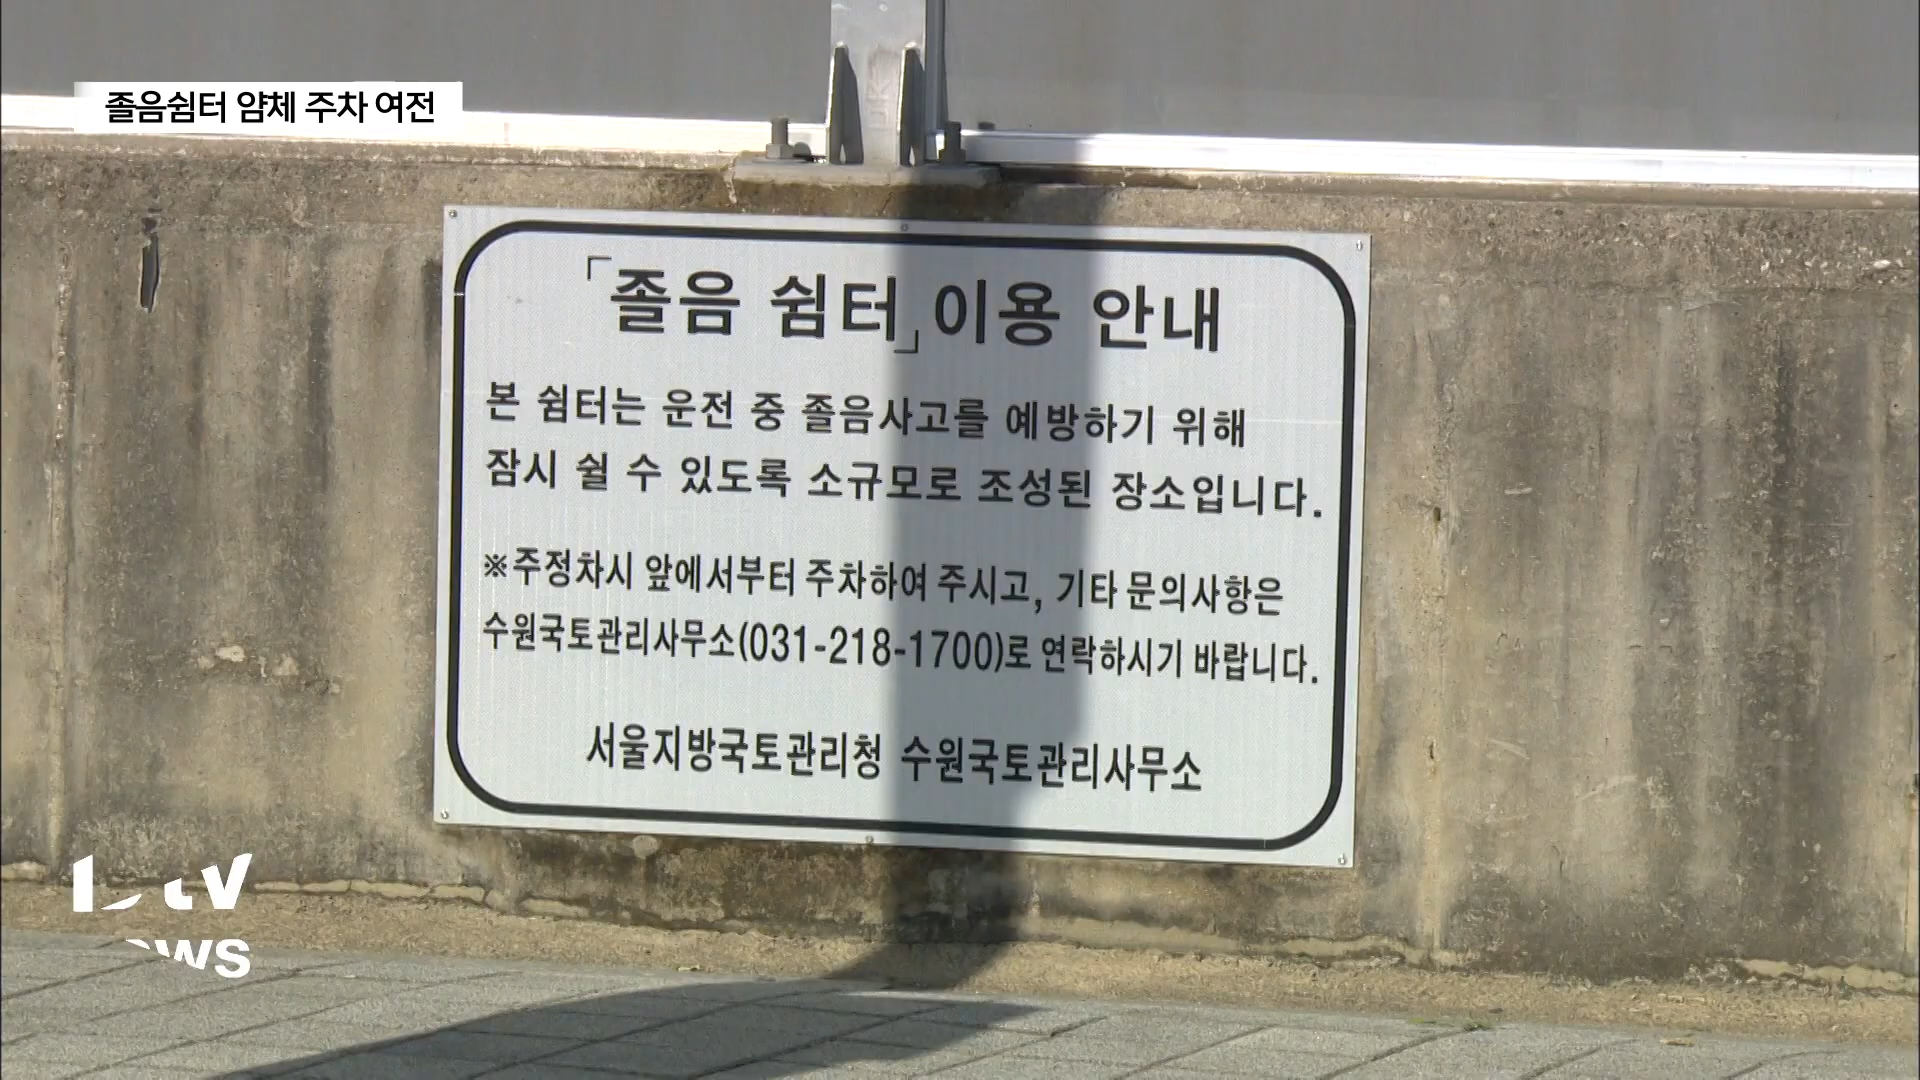 졸음쉼터 얌체 주차 여전
「졸음 쉼터」이용 안내
본 쉼터는 운전 중 졸음사고를 예방하기 위해
잠시 쉴 수 있도록 소규모로 조성된 장소입니다.
※주정차시 앞에서부터 주차하여 주시고, 기타 문의사항은
수원국토관리사무소(031-218-1700)로 연락하시기 바랍니다.
서울지방국토관리청 수원국토관리사무소